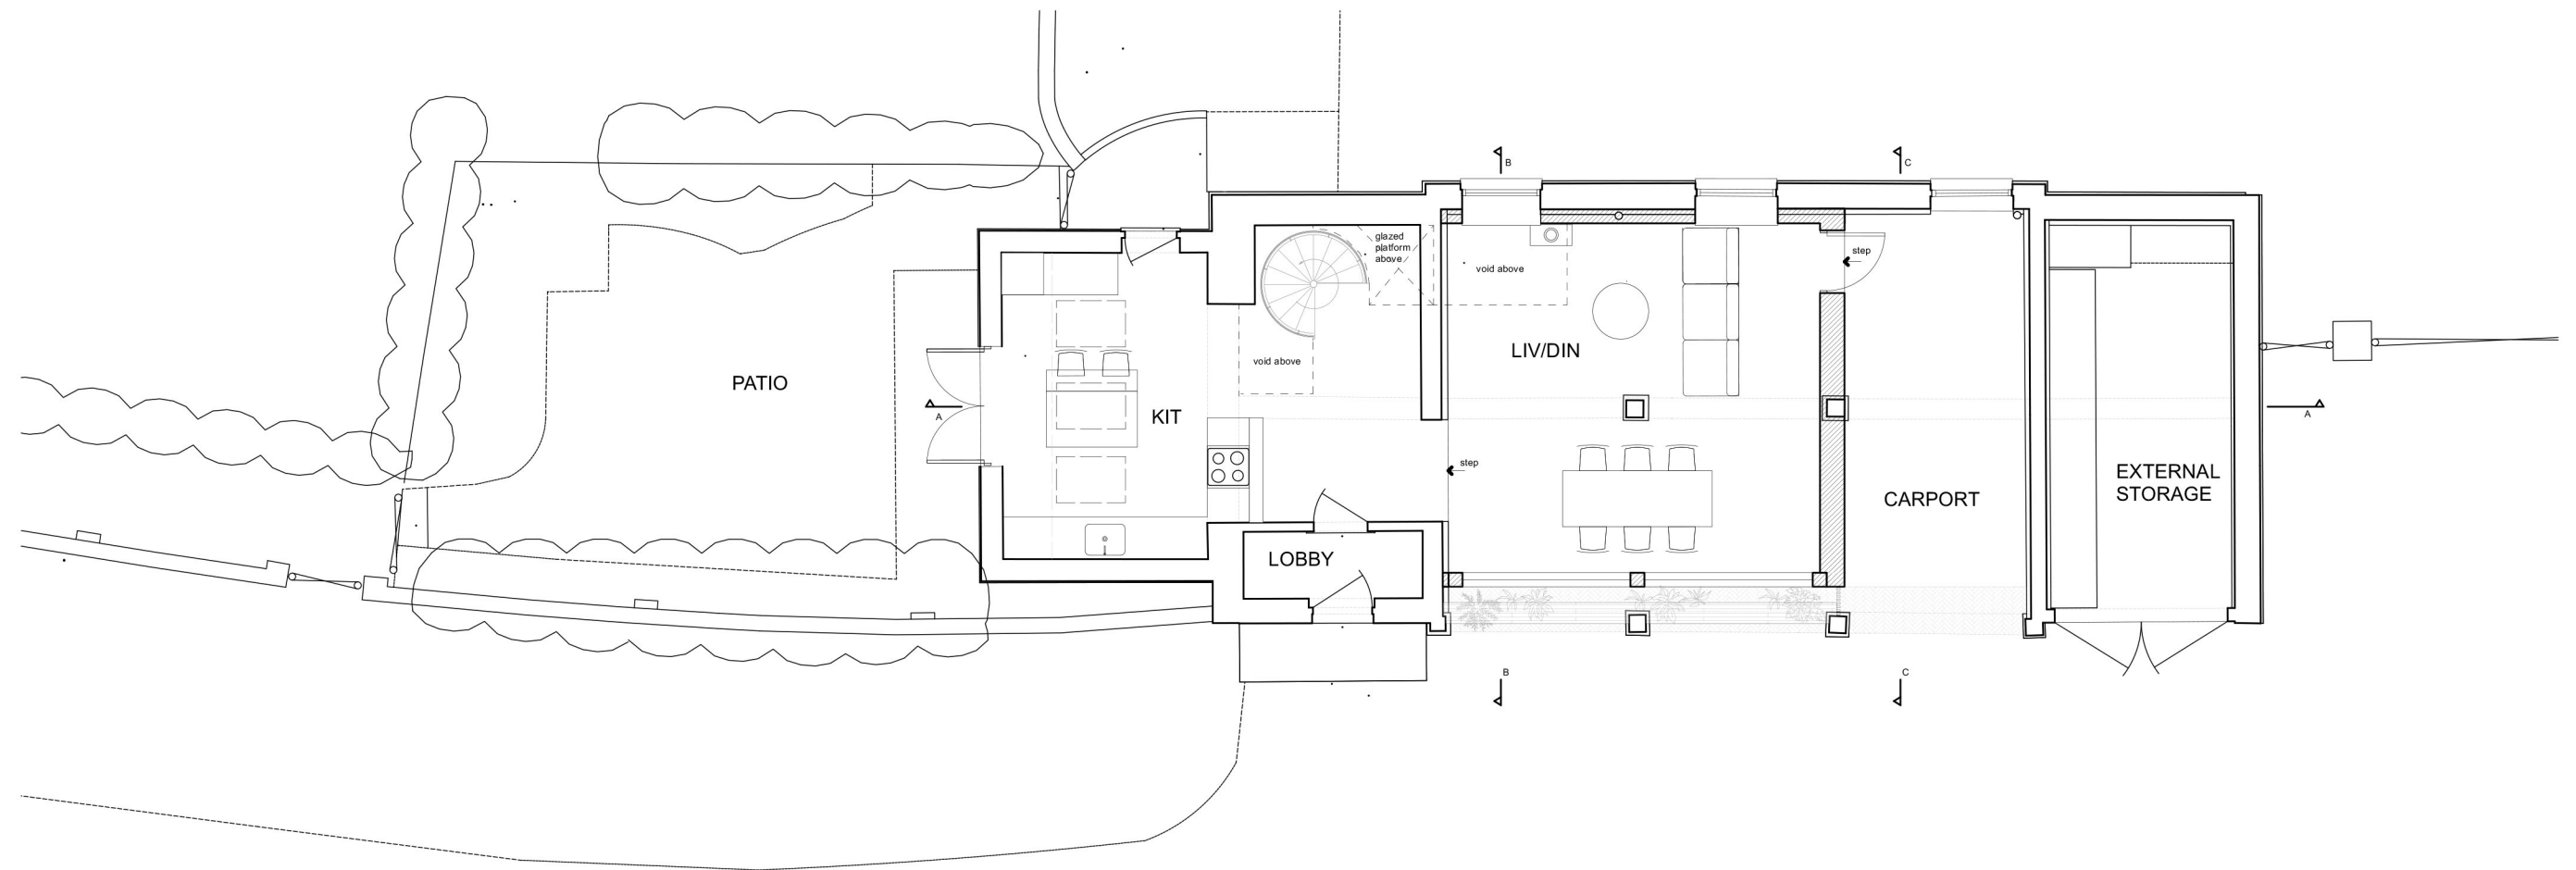 B
C
glazed
platform
above
step
void above
LIV/DIN
void above
PATIO
A
KIT
A
step
EXTERNAL
STORAGE
CARPORT
LOBBY
B
C